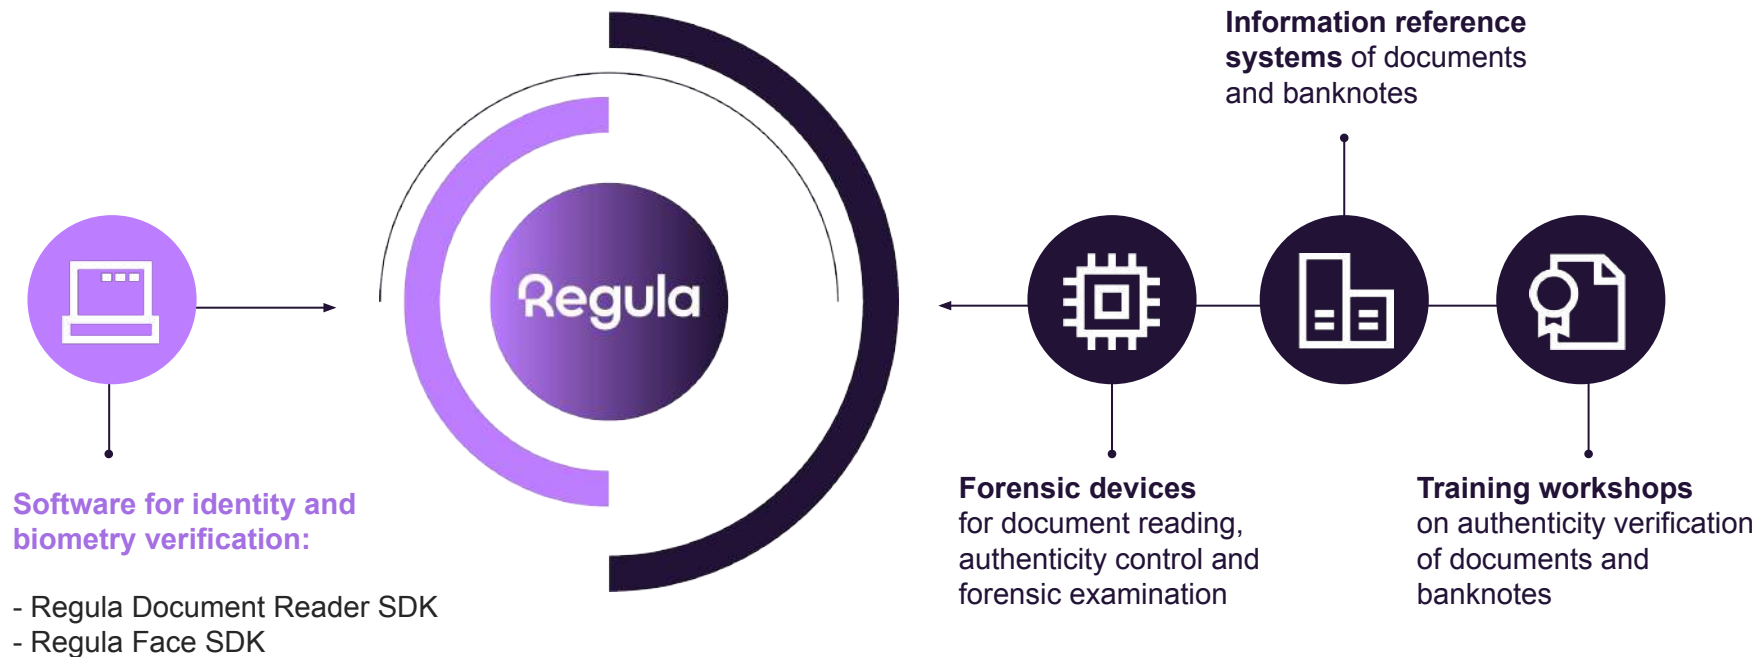 Information reference
systems of documents
and banknotes
Regula
Software for identity and
biometry verification:
- Regula Document Reader SDK
- Regula Face SDK
Forensic devices
for document reading,
authenticity control and
forensic examination
Training workshops
on authenticity verification
of documents and
banknotes